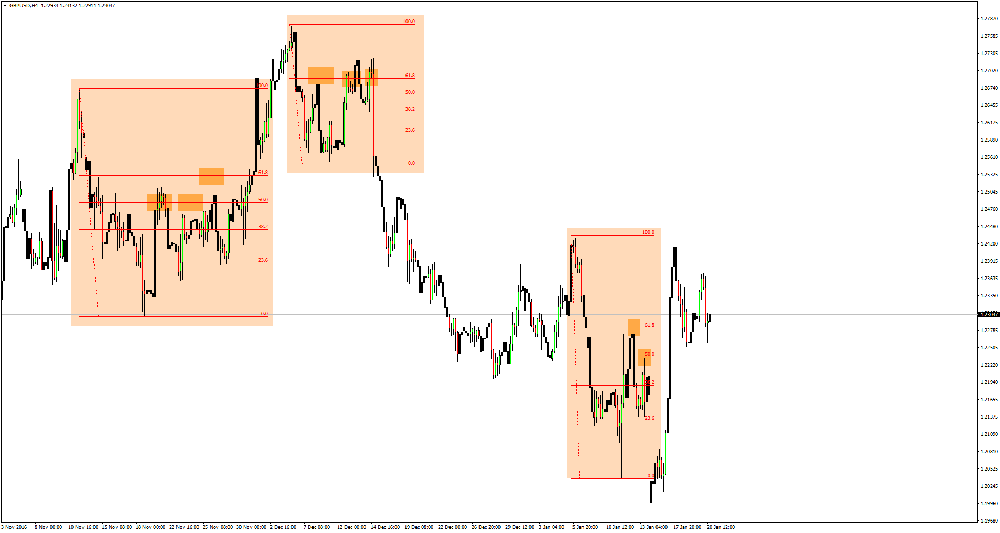 GBPUSD,H4 1.22934 1.23132 1.22911 1.23047
100.0
61.8
50.0
38.2
23.6
0.0
100.0
61.8
50.0
38.2
23.6
0.0
100.0
61.8
50.0
38.2
23.6
0.0
1.27870
1.27585
1.27305
1.27020
1.26740
1.26455
1.26175
1.25890
1.25610
1.25325
1.25045
1.24760
1.24480
1.24200
1.23915
1.23635
1.23350
1.23047
1.22785
1.22505
1.22220
1.21940
1.21655
1.21375
1.21090
1.20810
1.20525
1.20245
1.19960
1.19680
3 Nov 2016
8 Nov 00:00
10 Nov 16:00
15 Nov 08:00
18 Nov 00:00
22 Nov 16:00
25 Nov 08:00
30 Nov 00:00
2 Dec 16:00
7 Dec 08:00
12 Dec 00:00
14 Dec 16:00
19 Dec 08:00
22 Dec 00:00
26 Dec 20:00
29 Dec 12:00
3 Jan 04:00
5 Jan 20:00
10 Jan 12:00
13 Jan 04:00
17 Jan 20:00
20 Jan 12:00